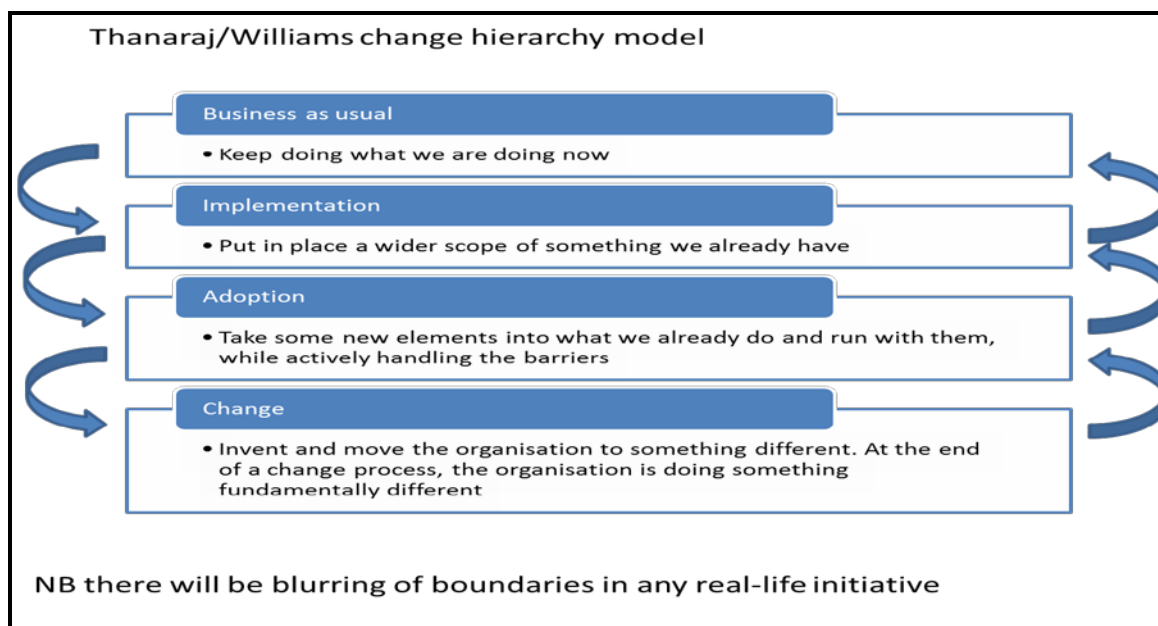 Thanaraj/Williams change hierarchy model
Business as usual
• Keep doing what we are doing now
Implementation
• Put in place a wider scope of something we already have
Adoption
• Take some new elements into what we already do and run with them,
while actively handling the barriers
Change
• Invent and move the organisation to something different. At the end
of a change process, the organisation is doing something
fundamentally different
NB there will be blurring of boundaries in any real-life initiative